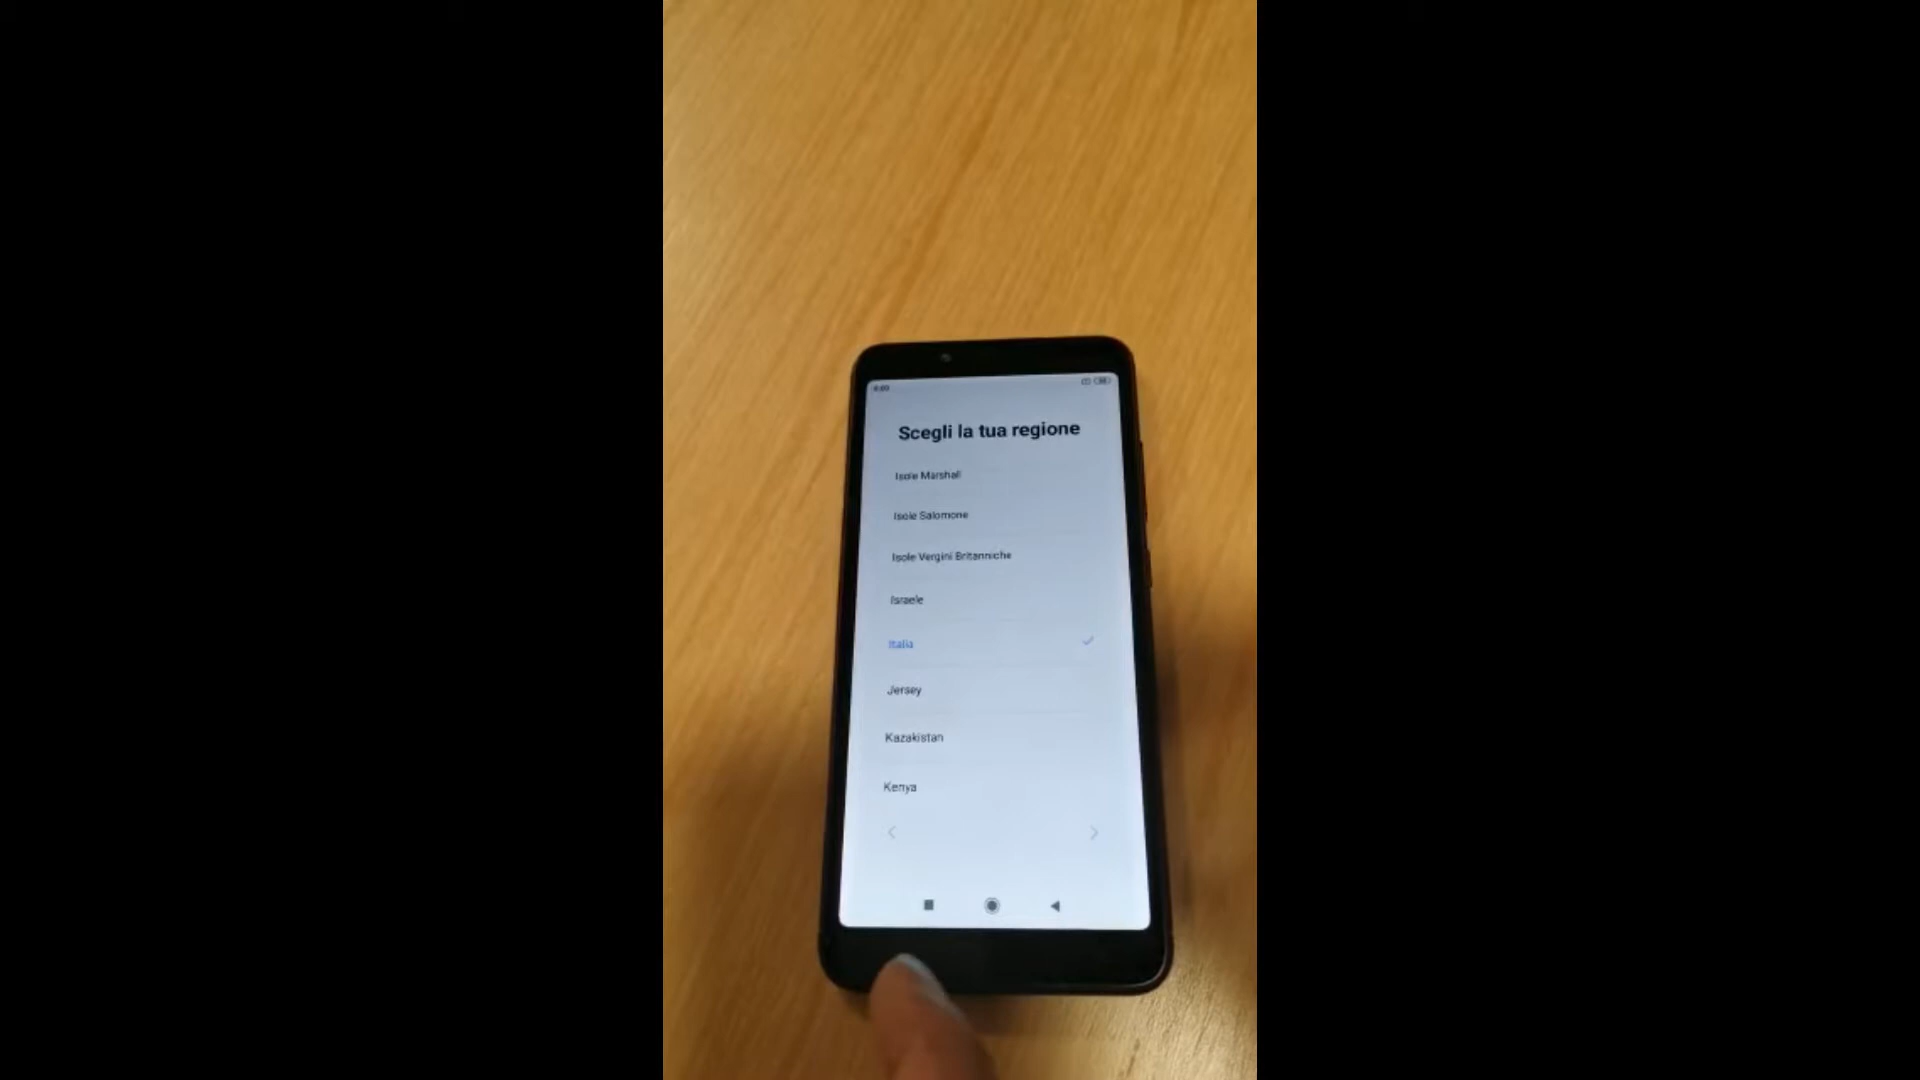 Scegli la tua regione
Isole Marshall
Isole Salomone
Isole Vergini Britanniche
Israele
Italia
Jersey
Kazakistan
Kenya